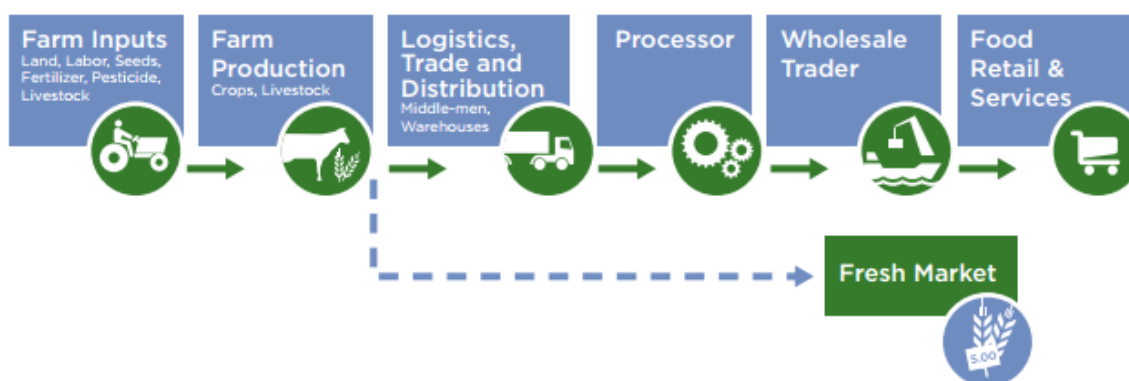 Farm Inputs
Land, Labor, Seeds,
Fertilizer, Pesticide,
Livestock
Farm
Production
Crops, Livestock
Logistics,
Trade and
Distribution
Middle-men,
Warehouses
Processor
Wholesale
Trader
Food
Retail &
Services
Fresh Market
5.00